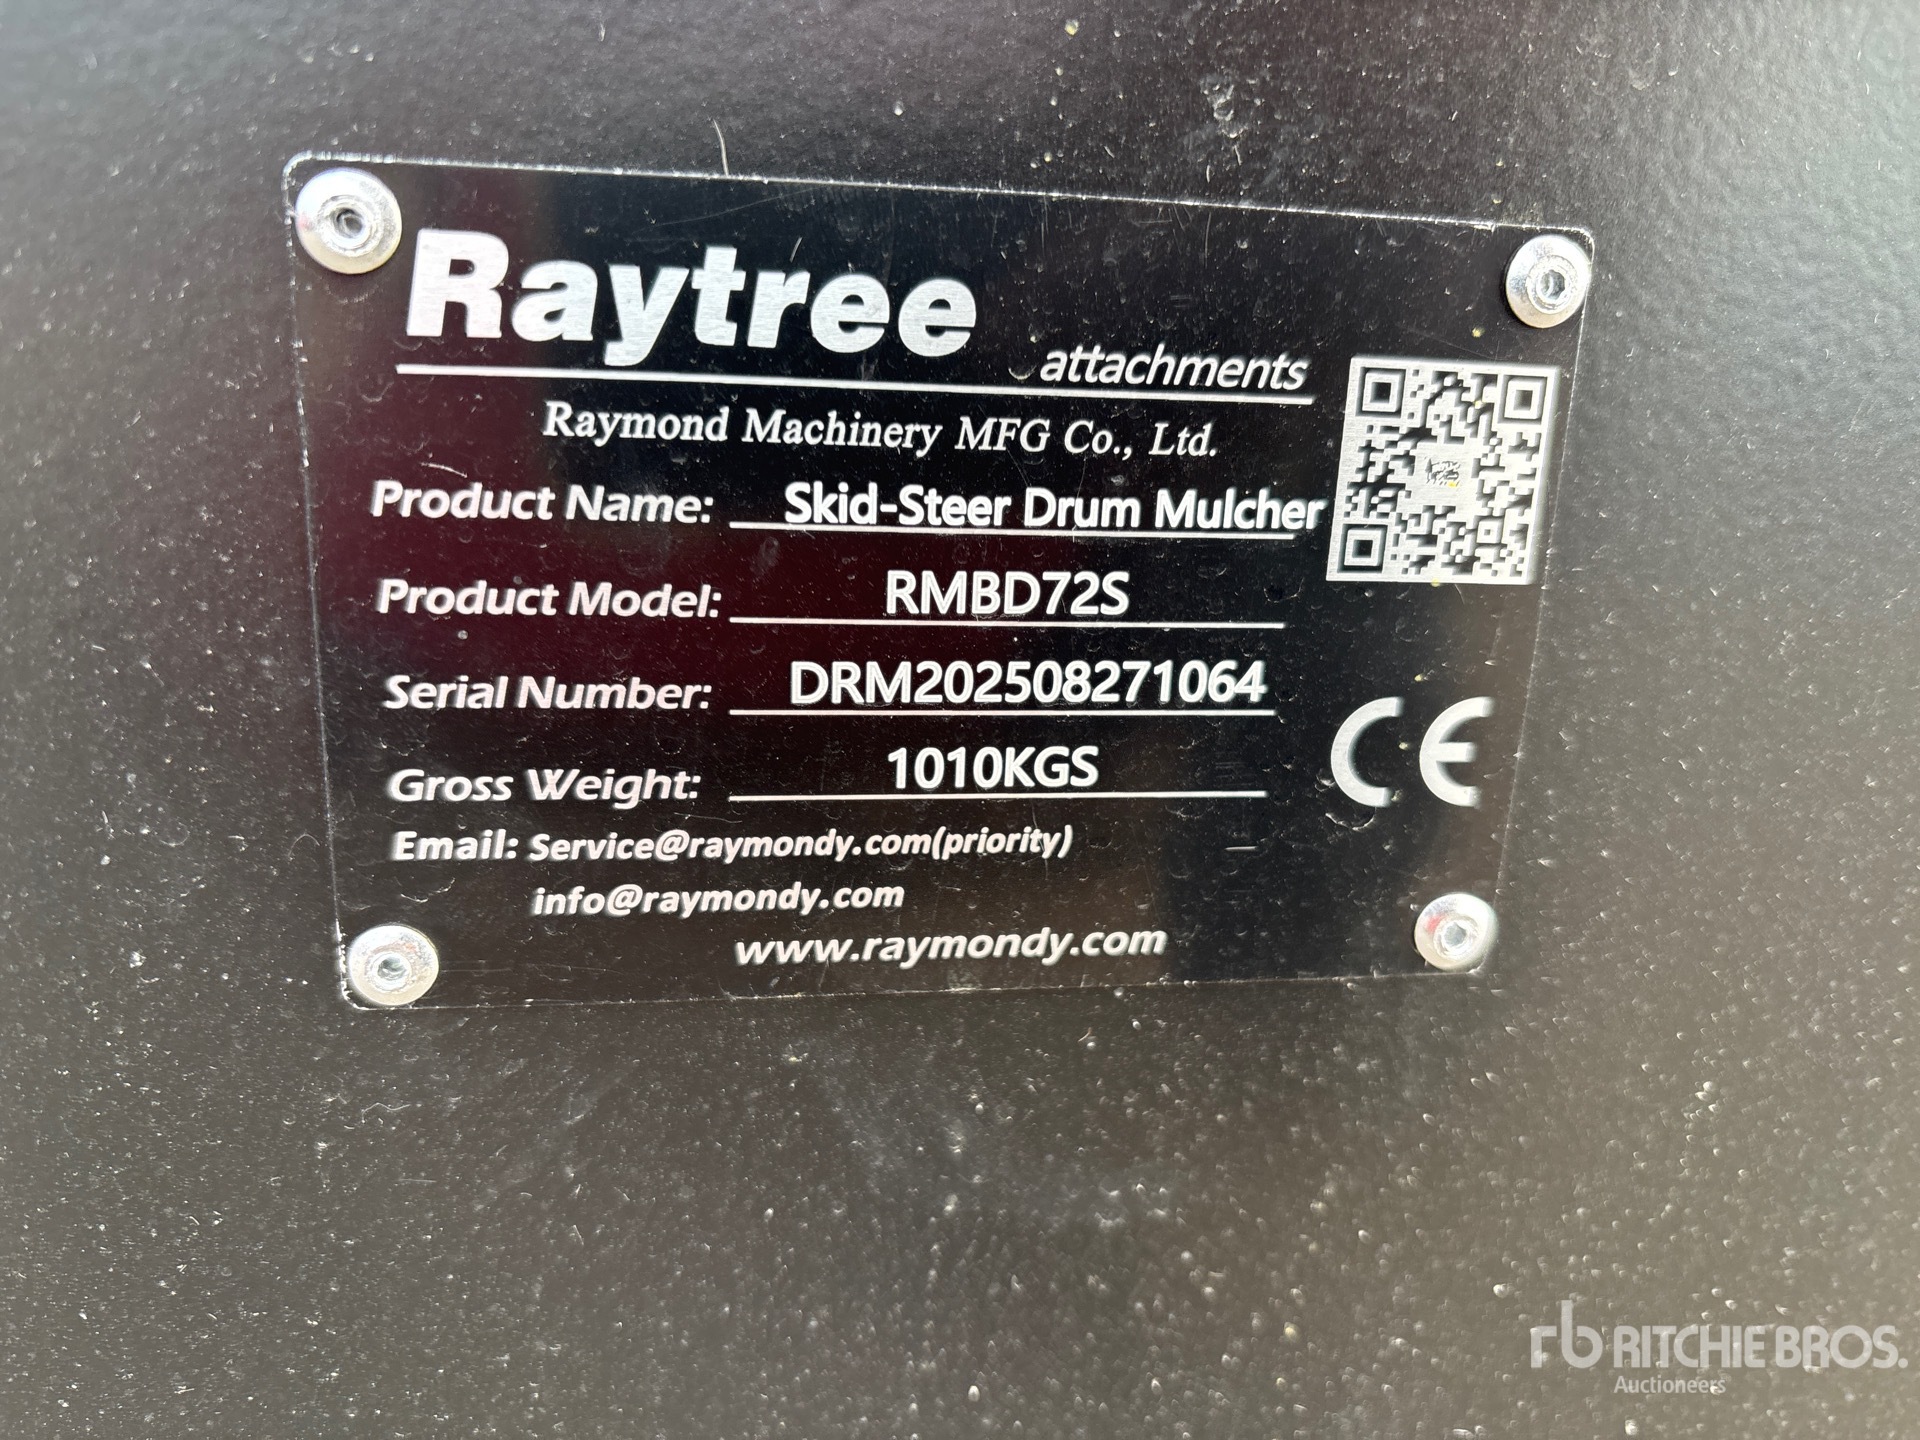 Raytree
attachments
Raymond Machinery MFG Co., Ltd.
Product Name: Skid-Steer Drum Mulcher
Product Model: RMBD72S
Serial Number: DRM202508271064
Gross Weight: 1010KGS
CE
Email: Service@raymondy.com(priority)
info@raymondy.com
www.raymondy.com
rb RITCHIE BROS.
Auctioneers